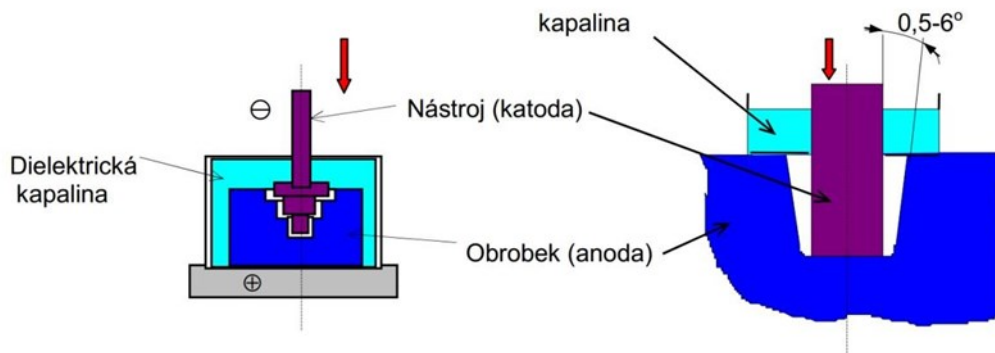 kapalina
0,5-6°
⊖
Nástroj (katoda)
Dielektrická
kapalina
Obrobek (anoda)
⊕